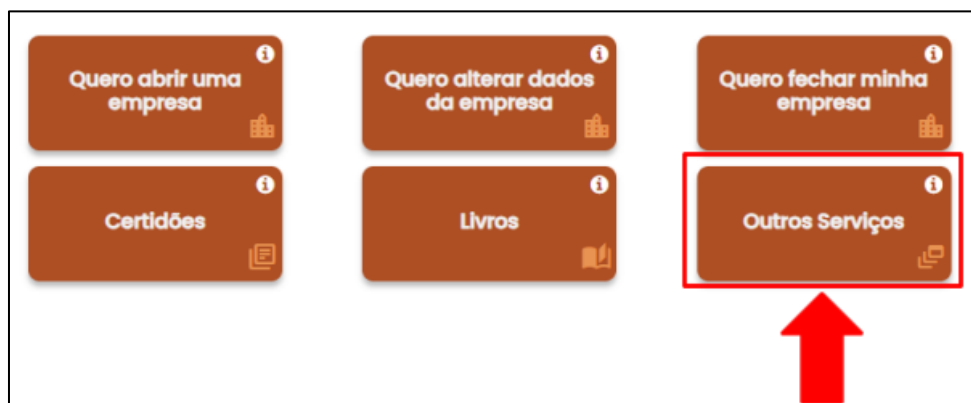 Quero abrir uma
empresa
Quero alterar dados
da empresa
Quero fechar minha
empresa
Certidões
Livros
Outros Serviços